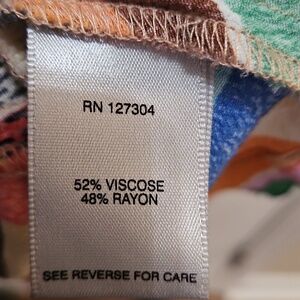 RN 127304
52% VISCOSE
48% RAYON
SEE REVERSE FOR CARE